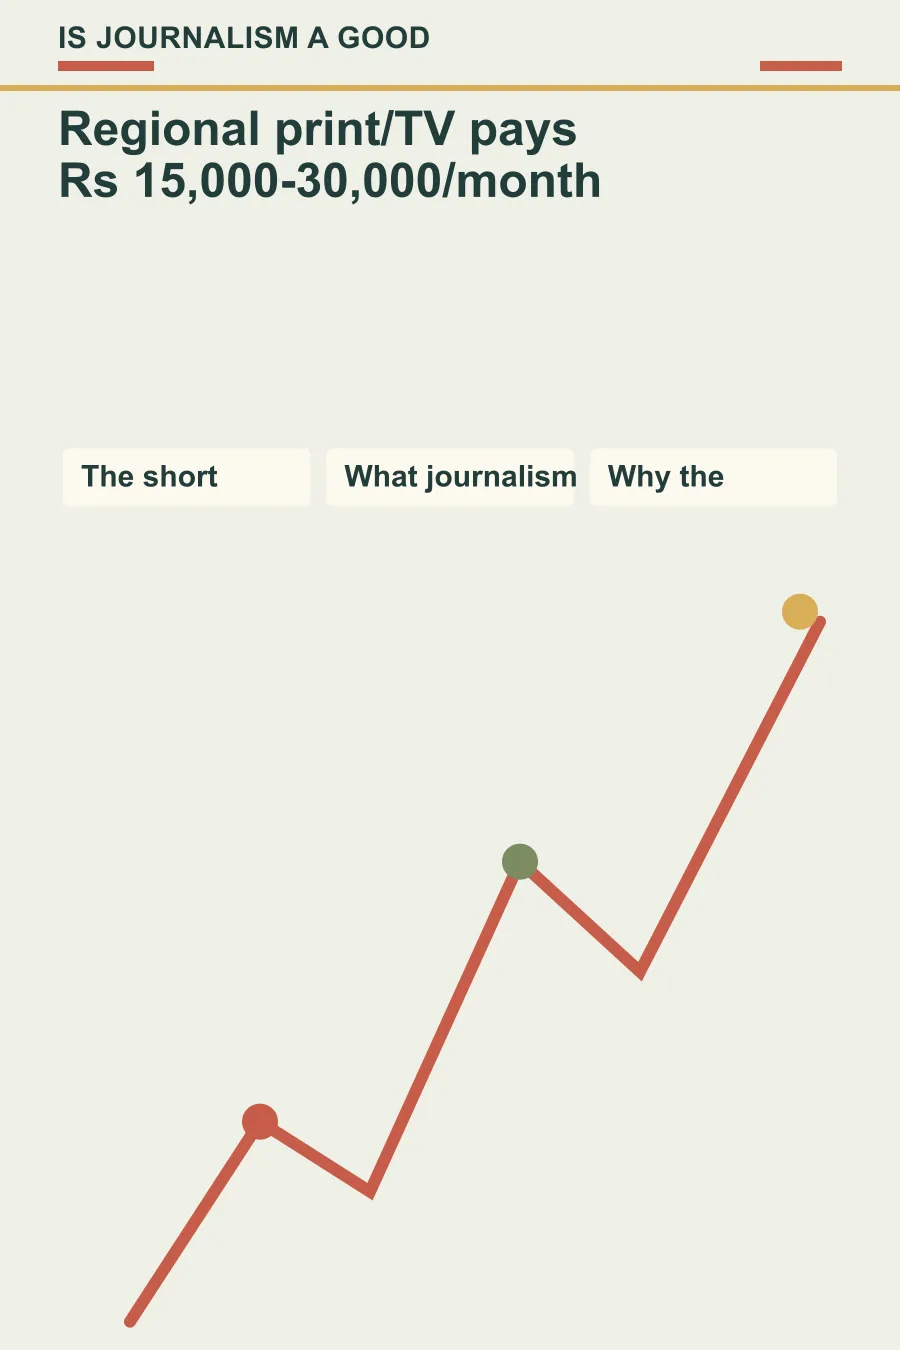 IS JOURNALISM A GOOD
Regional print/TV pays
Rs 15,000-30,000/month
The short
What journalism
Why the